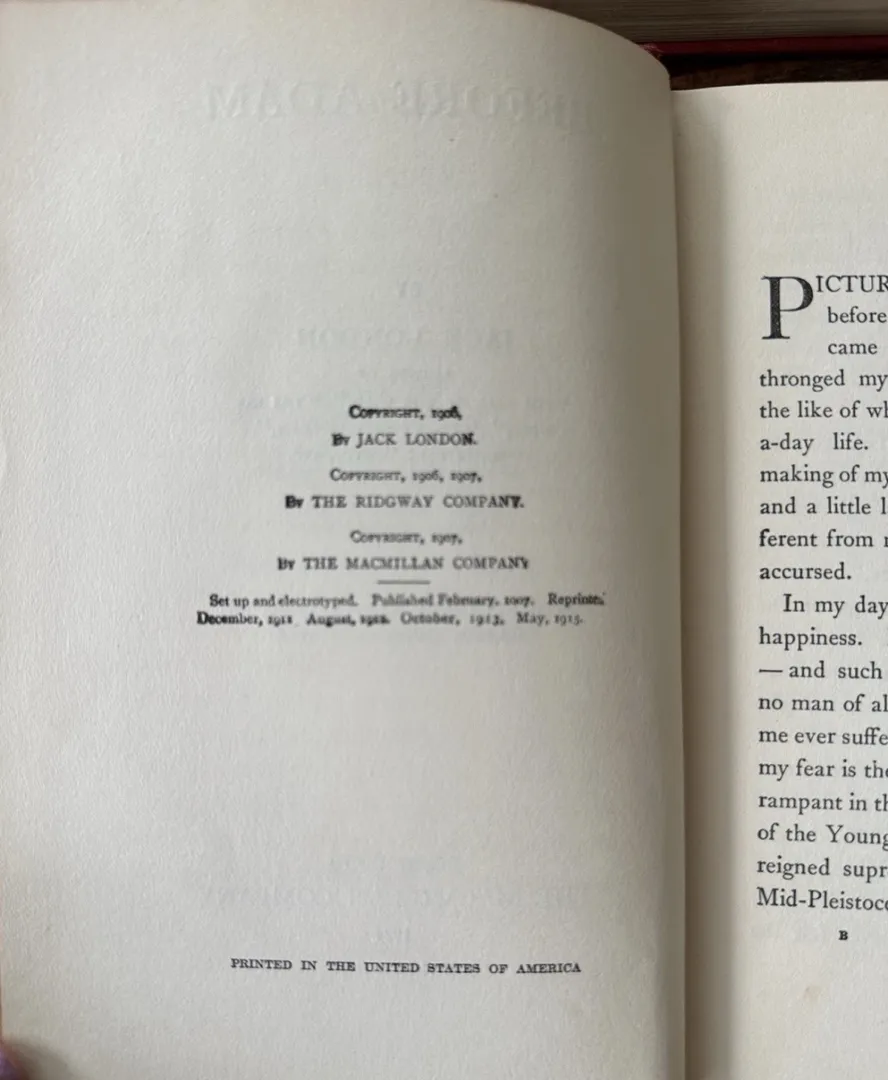 COPYRIGHT, 1906,
BY JACK LONDON.
COPYRIGHT, 1906, 1907,
BY THE RIDGWAY COMPANY.
COPYRIGHT, 1907,
BY THE MACMILLAN COMPANY
Set up and electrotyped. Published February, 1907. Reprinted
December, 1911 August, 1912. October, 1913. May, 1915.
PRINTED IN THE UNITED STATES OF AMERICA
PICTUR
before
came
thronged my
the like of wh
a-day life.
making of my
and a little l
ferent from
accursed.
In my day
happiness.
— and such
no man of al
me ever suffe
my fear is the
rampant in th
of the Young
reigned supr
Mid-Pleistoce
B